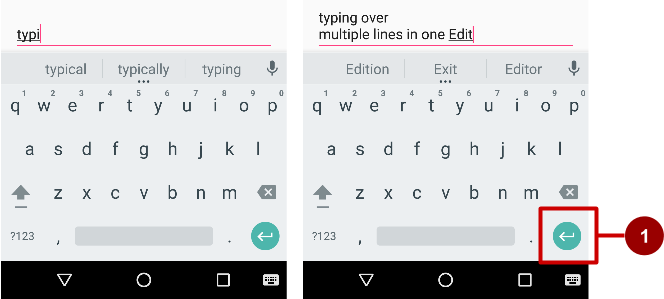 typi
typical typically typing
1 2 3 4 5 6 7 8 9 0
q w e r t y u i o p
a s d f g h j k l
z x c v b n m
?123 , .
typing over
multiple lines in one Edit
Edition Exit Editor
1 2 3 4 5 6 7 8 9 0
q w e r t y u i o p
a s d f g h j k l
z x c v b n m
?123 , .
1